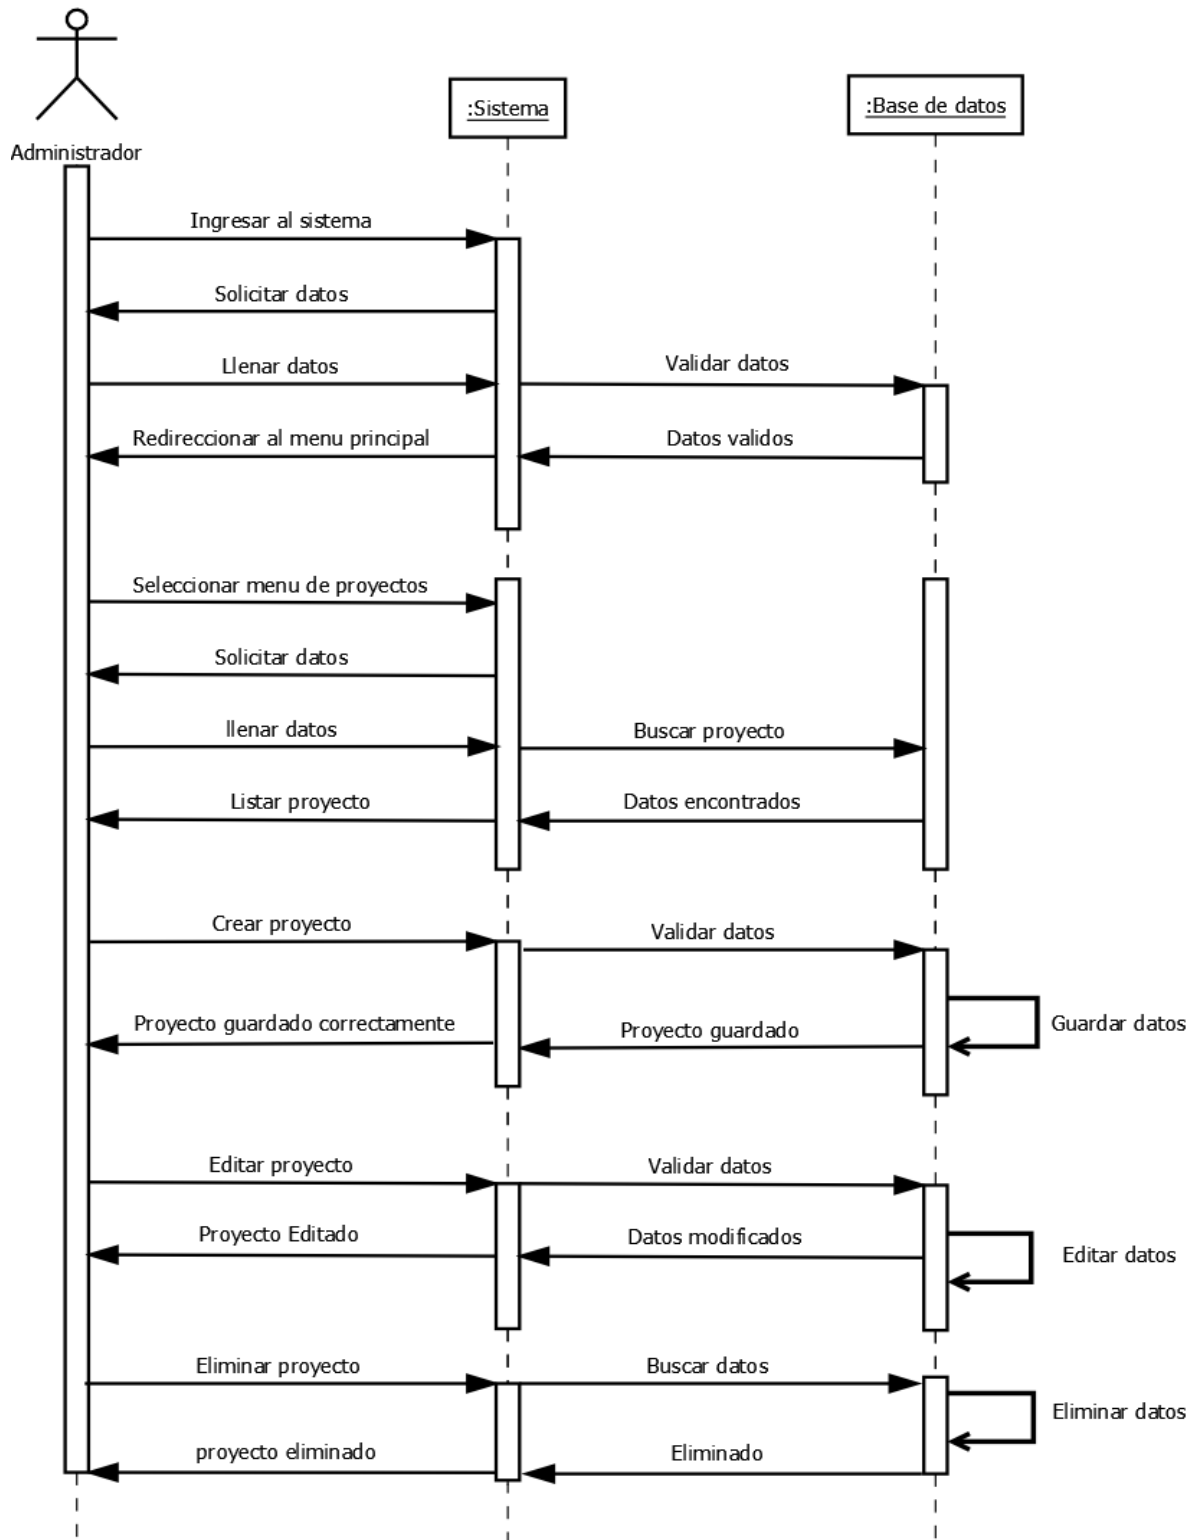 :Sistema
:Base de datos
Administrador
Ingresar al sistema
Solicitar datos
Llenar datos
Validar datos
Redireccionar al menu principal
Datos validos
Seleccionar menu de proyectos
Solicitar datos
llenar datos
Buscar proyecto
Listar proyecto
Datos encontrados
Crear proyecto
Validar datos
Proyecto guardado correctamente
Proyecto guardado
Guardar datos
Editar proyecto
Validar datos
Proyecto Editado
Datos modificados
Editar datos
Eliminar proyecto
Buscar datos
Eliminar datos
proyecto eliminado
Eliminado